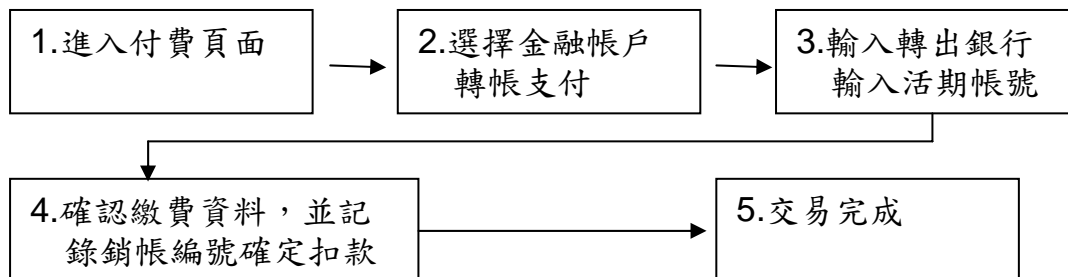 1.進入付費頁面
2.選擇金融帳戶
轉帳支付
3.輸入轉出銀行
輸入活期帳號
4.確認繳費資料，並記
錄銷帳編號確定扣款
5.交易完成